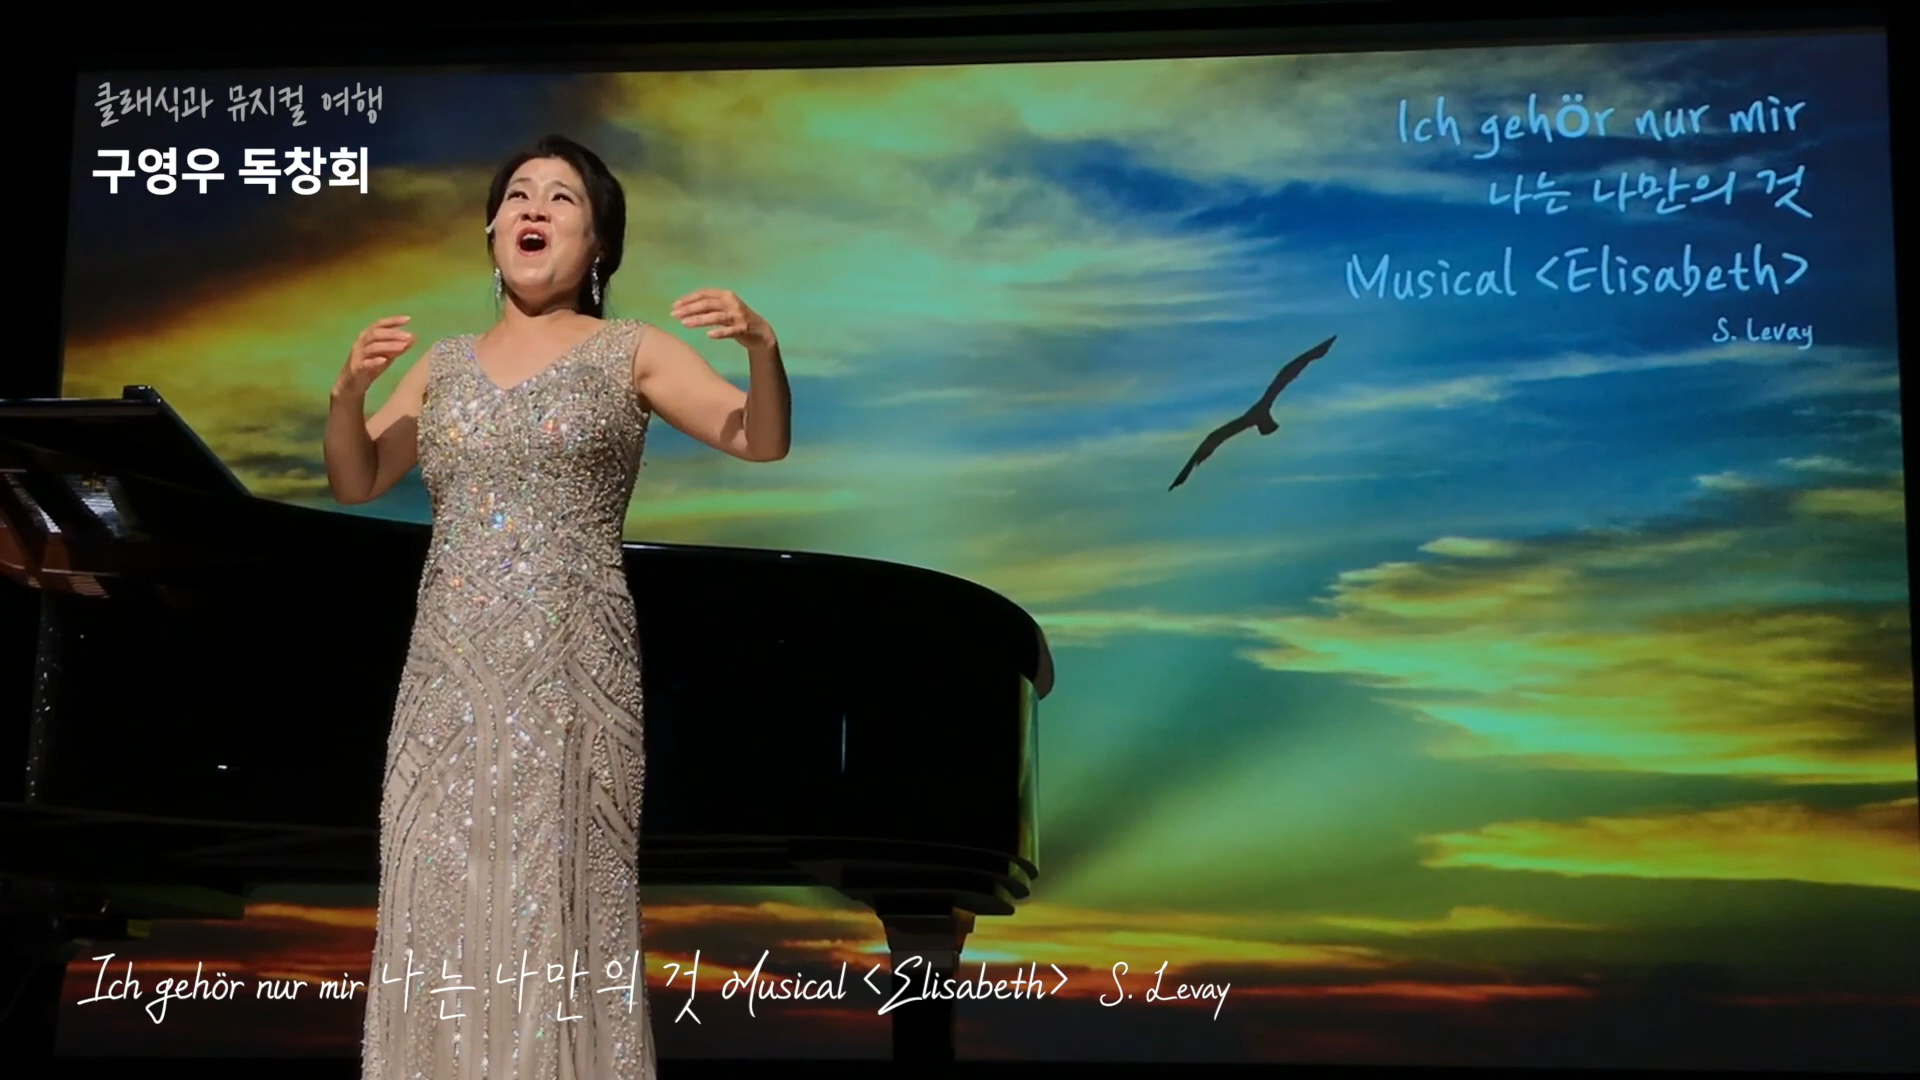 클래식과 뮤지컬 여행
구영우 독창회
Ich gehör nur mir
나는 나만의 것
Musical <Elisabeth>
S. Levay
Ich gehör nur mir 나는 나만의 것 Musical <Elisabeth> S. Levay